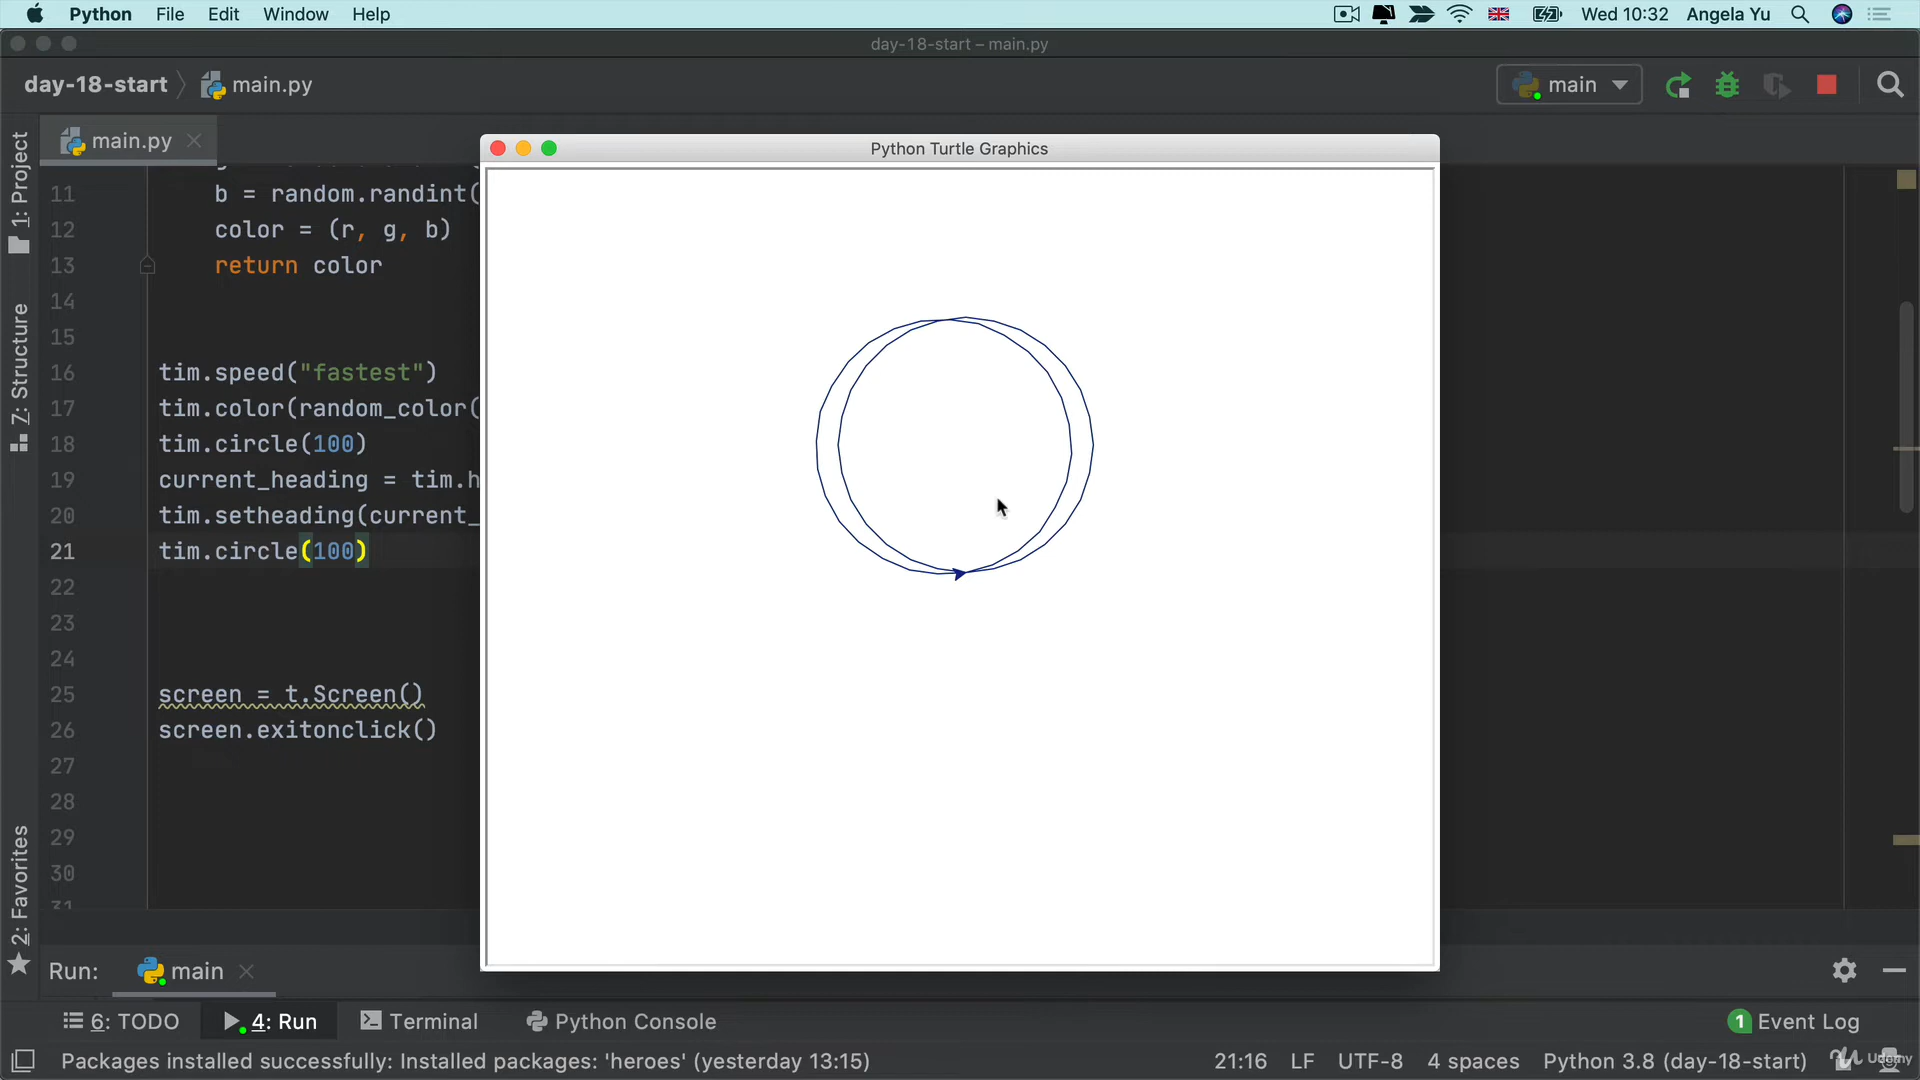 Python File Edit Window Help Wed 10:32 Angela Yu
day-18-start – main.py
day-18-start main.py main
main.py
Python Turtle Graphics
1: Project
7: Structure
2: Favorites
11 b = random.randint(
12 color = (r, g, b)
13 return color
14
15
16 tim.speed("fastest")
17 tim.color(random_color(
18 tim.circle(100)
19 current_heading = tim.h
20 tim.setheading(current_
21 tim.circle(100)
22
23
24
25 screen = t.Screen()
26 screen.exitonclick()
27
28
29
30
31
Run: main
6: TODO 4: Run Terminal Python Console 1 Event Log
Packages installed successfully: Installed packages: 'heroes' (yesterday 13:15) 21:16 LF UTF-8 4 spaces Python 3.8 (day-18-start) Udemy